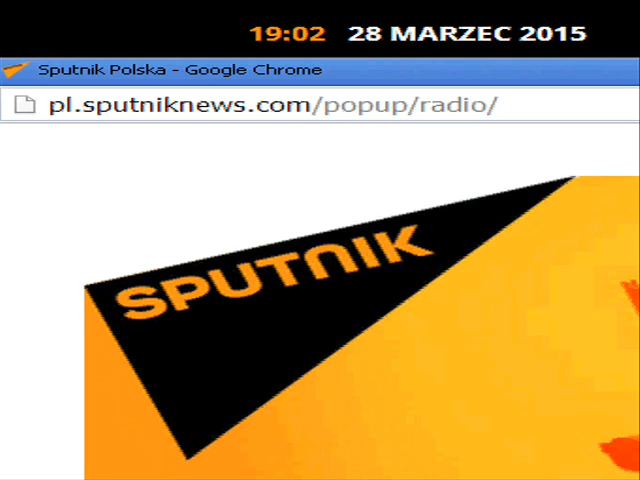 19:02 28 MARZEC 2015
Sputnik Polska - Google Chrome
pl.sputniknews.com/popup/radio/
SPUTNIK